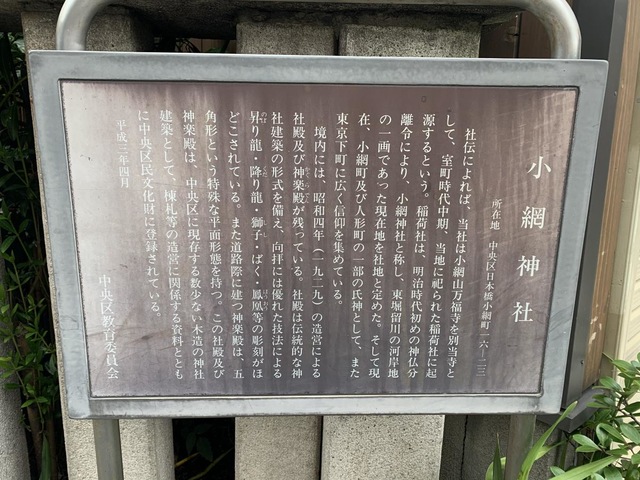 小網神社
所在地 中央区日本橋小網町一六―二三
社伝によれば、当社は小網山万福寺を別当寺と
して、室町時代中期、当地に祀られた稲荷社に起
源するという。稲荷社は、明治時代初めの神仏分
離令により、小網神社と称し、東堀留川の河岸地
の一画であった現在地を社地と定めた。そして現
在、小網町及び人形町の一部の氏神として、また
東京下町に広く信仰を集めている。
境内には、昭和四年（一九二九）の造営による
社殿及び神楽殿が残っている。社殿は伝統的な神
社建築の形式を備え、向拝には優れた技法による
昇り龍・降り龍・獅子・ばく・鳳凰等の彫刻がほ
どこされている。また道路際に建つ神楽殿は、五
角形という特殊な平面形態を持つ。この社殿及び
神楽殿は、中央区に現存する数少ない木造の神社
建築として、棟札等の造営に関係する資料ととも
に中央区民文化財に登録されている。
平成三年四月
中央区教育委員会